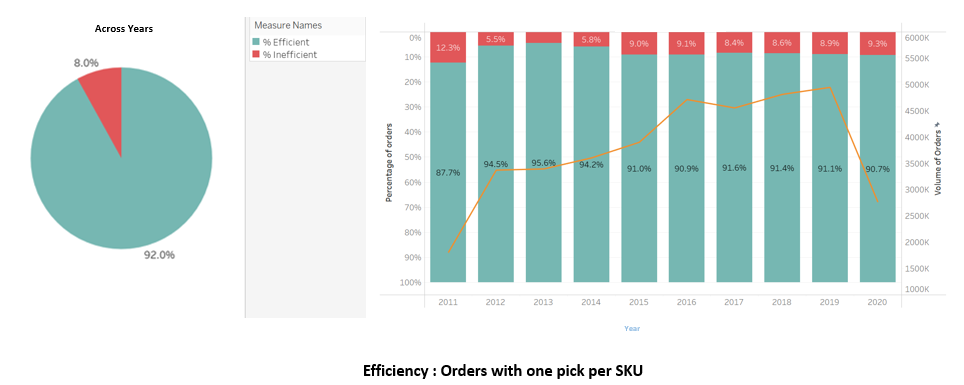 Across Years
8.0%
92.0%
Measure Names
% Efficient
% Inefficient
Percentage of orders
0%
10%
20%
30%
40%
50%
60%
70%
80%
90%
100%
12.3%
5.5%
5.8%
9.0%
9.1%
8.4%
8.6%
8.9%
9.3%
87.7%
94.5%
95.6%
94.2%
91.0%
90.9%
91.6%
91.4%
91.1%
90.7%
6000K
5500K
5000K
4500K
4000K
3500K
3000K
2500K
2000K
1500K
1000K
Volume of Orders
2011 2012 2013 2014 2015 2016 2017 2018 2019 2020
Year
Efficiency : Orders with one pick per SKU